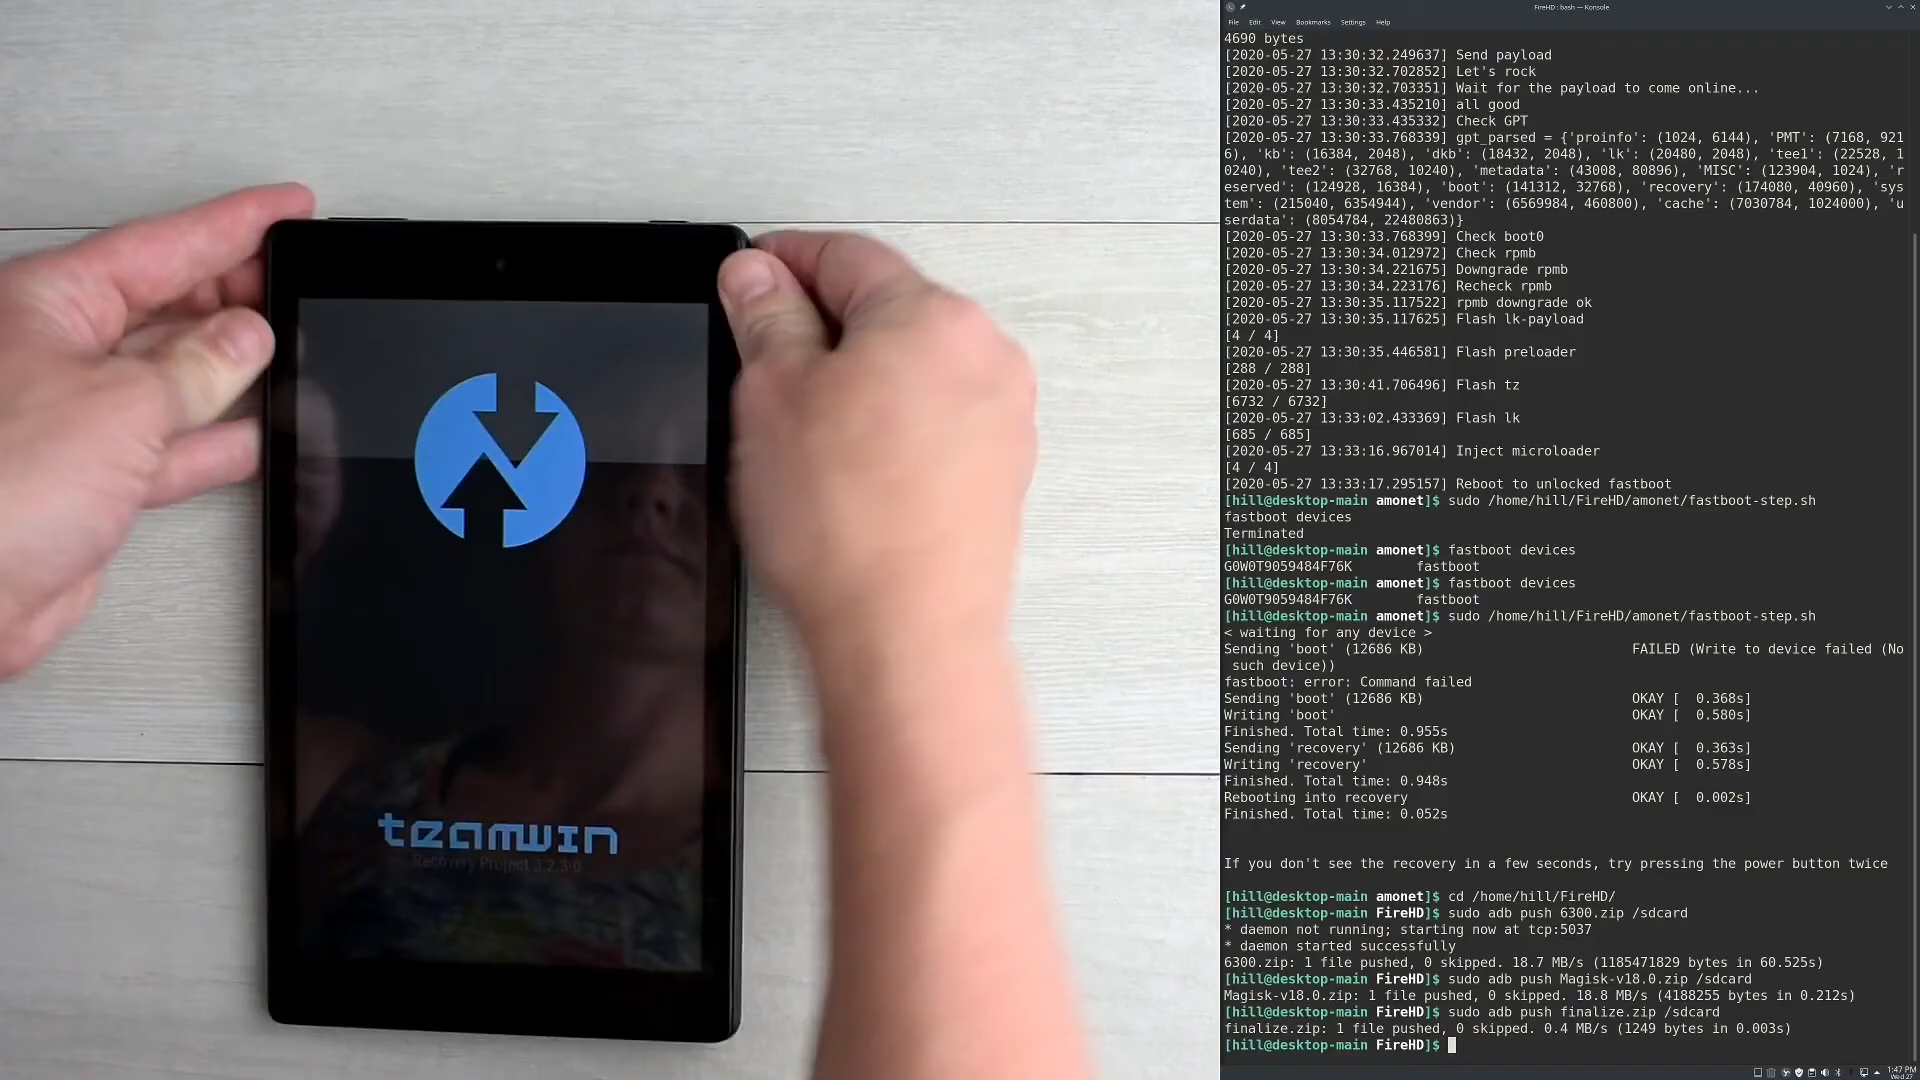 teamwin
Recovery Project 3.2.3-0
FireHD : bash — Konsole
File Edit View Bookmarks Settings Help
4690 bytes
[2020-05-27 13:30:32.249637] Send payload
[2020-05-27 13:30:32.702852] Let's rock
[2020-05-27 13:30:32.703351] Wait for the payload to come online...
[2020-05-27 13:30:33.435210] all good
[2020-05-27 13:30:33.435332] Check GPT
[2020-05-27 13:30:33.768339] gpt_parsed = {'proinfo': (1024, 6144), 'PMT': (7168, 921
6), 'kb': (16384, 2048), 'dkb': (18432, 2048), 'lk': (20480, 2048), 'tee1': (22528, 1
0240), 'tee2': (32768, 10240), 'metadata': (43008, 80896), 'MISC': (123904, 1024), 'r
eserved': (124928, 16384), 'boot': (141312, 32768), 'recovery': (174080, 40960), 'sys
tem': (215040, 6354944), 'vendor': (6569984, 460800), 'cache': (7030784, 1024000), 'u
serdata': (8054784, 22480863)}
[2020-05-27 13:30:33.768399] Check boot0
[2020-05-27 13:30:34.012972] Check rpmb
[2020-05-27 13:30:34.221675] Downgrade rpmb
[2020-05-27 13:30:34.223176] Recheck rpmb
[2020-05-27 13:30:35.117522] rpmb downgrade ok
[2020-05-27 13:30:35.117625] Flash lk-payload
[4 / 4]
[2020-05-27 13:30:35.446581] Flash preloader
[288 / 288]
[2020-05-27 13:30:41.706496] Flash tz
[6732 / 6732]
[2020-05-27 13:33:02.433369] Flash lk
[685 / 685]
[2020-05-27 13:33:16.967014] Inject microloader
[4 / 4]
[2020-05-27 13:33:17.295157] Reboot to unlocked fastboot
[hill@desktop-main amonet]$ sudo /home/hill/FireHD/amonet/fastboot-step.sh
fastboot devices
Terminated
[hill@desktop-main amonet]$ fastboot devices
G0W0T9059484F76K fastboot
[hill@desktop-main amonet]$ fastboot devices
G0W0T9059484F76K fastboot
[hill@desktop-main amonet]$ sudo /home/hill/FireHD/amonet/fastboot-step.sh
< waiting for any device >
Sending 'boot' (12686 KB) FAILED (Write to device failed (No
such device))
fastboot: error: Command failed
Sending 'boot' (12686 KB) OKAY [ 0.368s]
Writing 'boot' OKAY [ 0.580s]
Finished. Total time: 0.955s
Sending 'recovery' (12686 KB) OKAY [ 0.363s]
Writing 'recovery' OKAY [ 0.578s]
Finished. Total time: 0.948s
Rebooting into recovery OKAY [ 0.002s]
Finished. Total time: 0.052s
If you don't see the recovery in a few seconds, try pressing the power button twice
[hill@desktop-main amonet]$ cd /home/hill/FireHD/
[hill@desktop-main FireHD]$ sudo adb push 6300.zip /sdcard
* daemon not running; starting now at tcp:5037
* daemon started successfully
6300.zip: 1 file pushed, 0 skipped. 18.7 MB/s (1185471829 bytes in 60.525s)
[hill@desktop-main FireHD]$ sudo adb push Magisk-v18.0.zip /sdcard
Magisk-v18.0.zip: 1 file pushed, 0 skipped. 18.8 MB/s (4188255 bytes in 0.212s)
[hill@desktop-main FireHD]$ sudo adb push finalize.zip /sdcard
finalize.zip: 1 file pushed, 0 skipped. 0.4 MB/s (1249 bytes in 0.003s)
[hill@desktop-main FireHD]$
1:47 PM
Wed 27